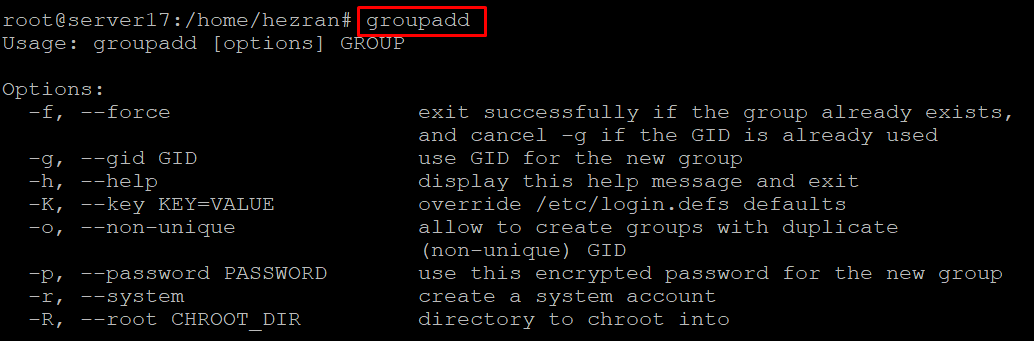 root@server17:/home/hezran# groupadd
Usage: groupadd [options] GROUP
Options:
-f, --force exit successfully if the group already exists,
and cancel -g if the GID is already used
-g, --gid GID use GID for the new group
-h, --help display this help message and exit
-K, --key KEY=VALUE override /etc/login.defs defaults
-o, --non-unique allow to create groups with duplicate
(non-unique) GID
-p, --password PASSWORD use this encrypted password for the new group
-r, --system create a system account
-R, --root CHROOT_DIR directory to chroot into